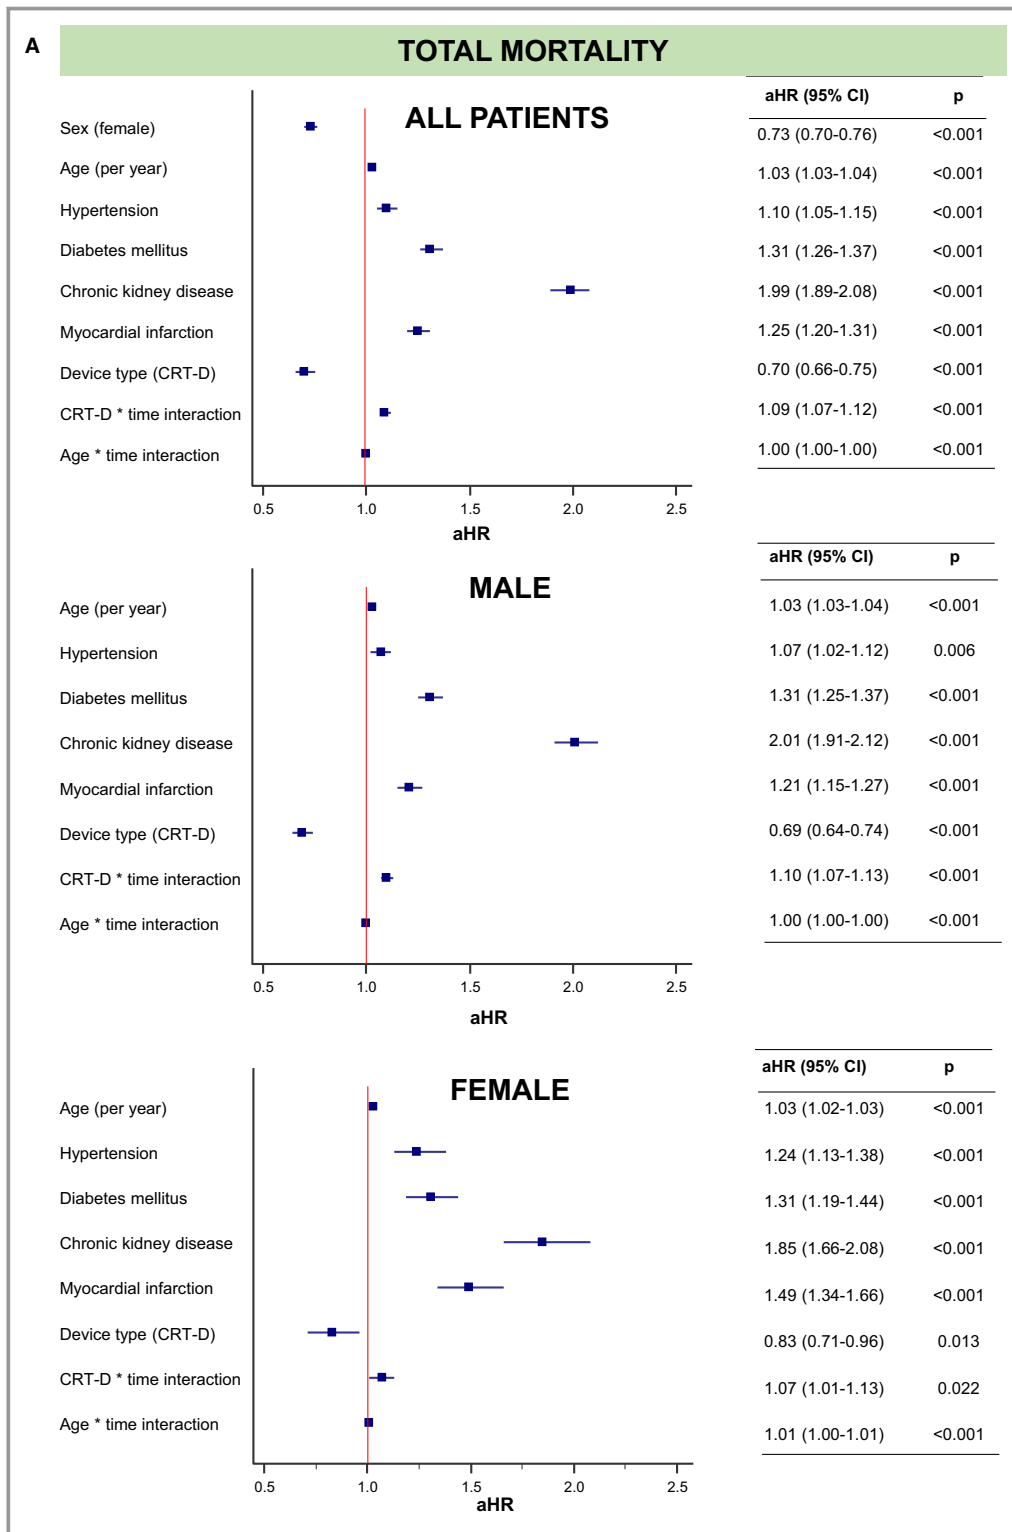 A
TOTAL MORTALITY
ALL PATIENTS
aHR (95% CI) p
Sex (female) 0.73 (0.70-0.76) <0.001
Age (per year) 1.03 (1.03-1.04) <0.001
Hypertension 1.10 (1.05-1.15) <0.001
Diabetes mellitus 1.31 (1.26-1.37) <0.001
Chronic kidney disease 1.99 (1.89-2.08) <0.001
Myocardial infarction 1.25 (1.20-1.31) <0.001
Device type (CRT-D) 0.70 (0.66-0.75) <0.001
CRT-D * time interaction 1.09 (1.07-1.12) <0.001
Age * time interaction 1.00 (1.00-1.00) <0.001
0.5 1.0 1.5 2.0 2.5
aHR
MALE
aHR (95% CI) p
Age (per year) 1.03 (1.03-1.04) <0.001
Hypertension 1.07 (1.02-1.12) 0.006
Diabetes mellitus 1.31 (1.25-1.37) <0.001
Chronic kidney disease 2.01 (1.91-2.12) <0.001
Myocardial infarction 1.21 (1.15-1.27) <0.001
Device type (CRT-D) 0.69 (0.64-0.74) <0.001
CRT-D * time interaction 1.10 (1.07-1.13) <0.001
Age * time interaction 1.00 (1.00-1.00) <0.001
0.5 1.0 1.5 2.0 2.5
aHR
FEMALE
aHR (95% CI) p
Age (per year) 1.03 (1.02-1.03) <0.001
Hypertension 1.24 (1.13-1.38) <0.001
Diabetes mellitus 1.31 (1.19-1.44) <0.001
Chronic kidney disease 1.85 (1.66-2.08) <0.001
Myocardial infarction 1.49 (1.34-1.66) <0.001
Device type (CRT-D) 0.83 (0.71-0.96) 0.013
CRT-D * time interaction 1.07 (1.01-1.13) 0.022
Age * time interaction 1.01 (1.00-1.01) <0.001
0.5 1.0 1.5 2.0 2.5
aHR